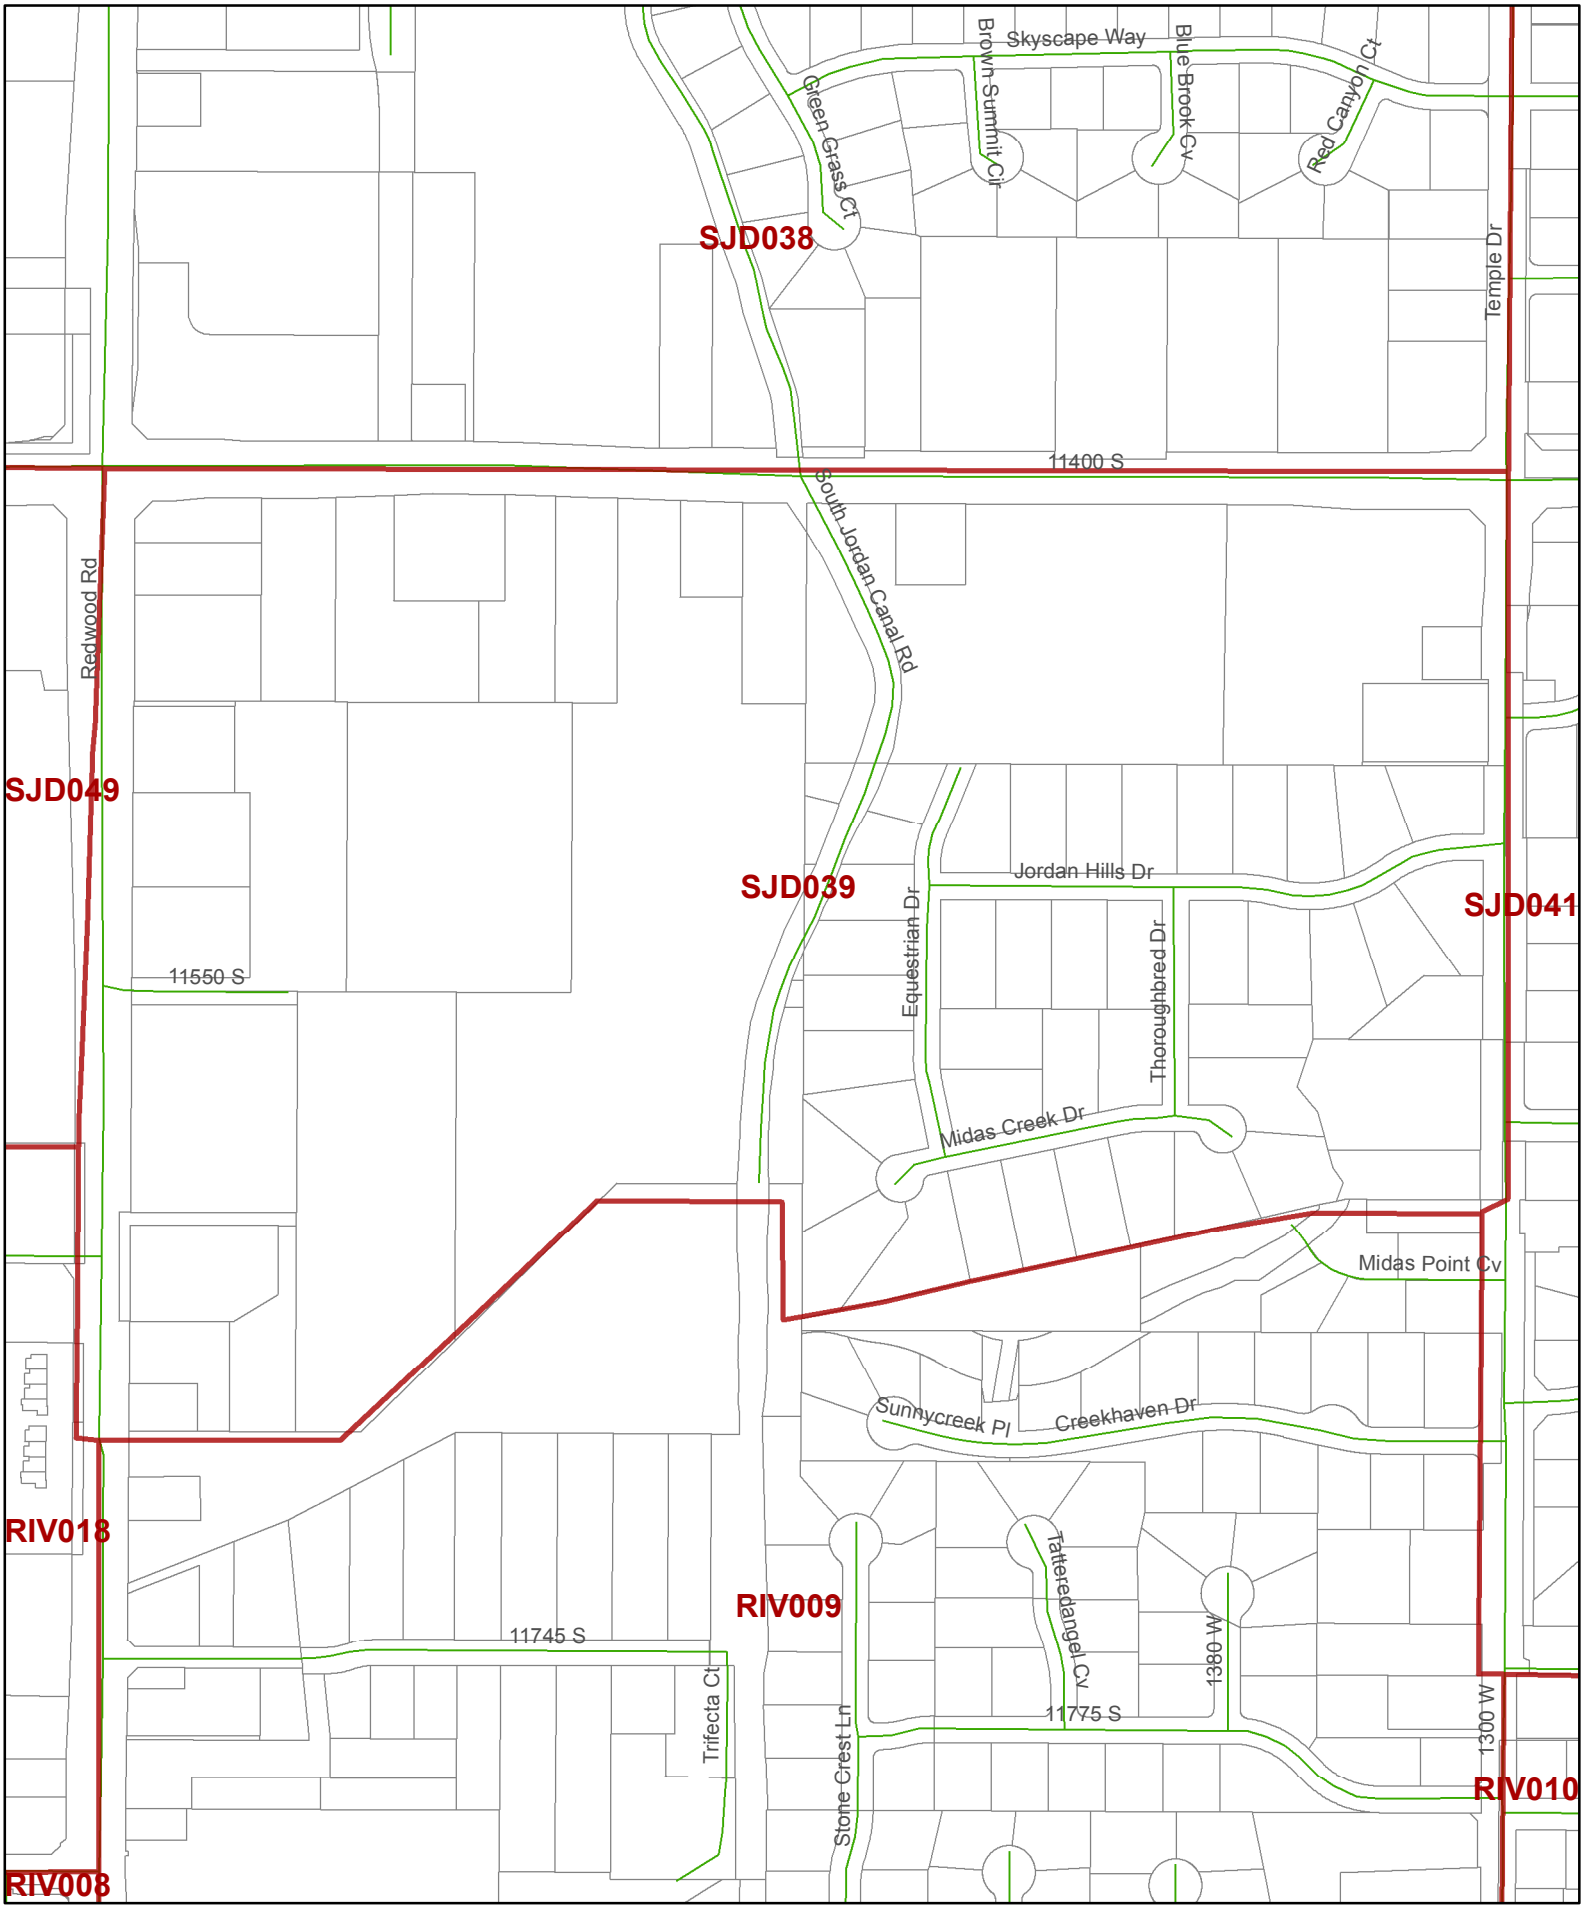 Skyscape Way
Brown Summit Cir
Blue Brook Cv
Red Canyon Ct
Green Grass Ct
SJD038
Temple Dr
11400 S
South Jordan Canal Rd
Redwood Rd
SJD049
Jordan Hills Dr
SJD039
SJD041
Equestrian Dr
Thoroughbred Dr
11550 S
Midas Creek Dr
Midas Point Cv
Sunnycreek Pl
Creekhaven Dr
RIV018
Tatteredangel Cv
RIV009
11745 S
1380 W
Trifecta Ct
11775 S
1300 W
Stone Crest Ln
RIV010
RIV008